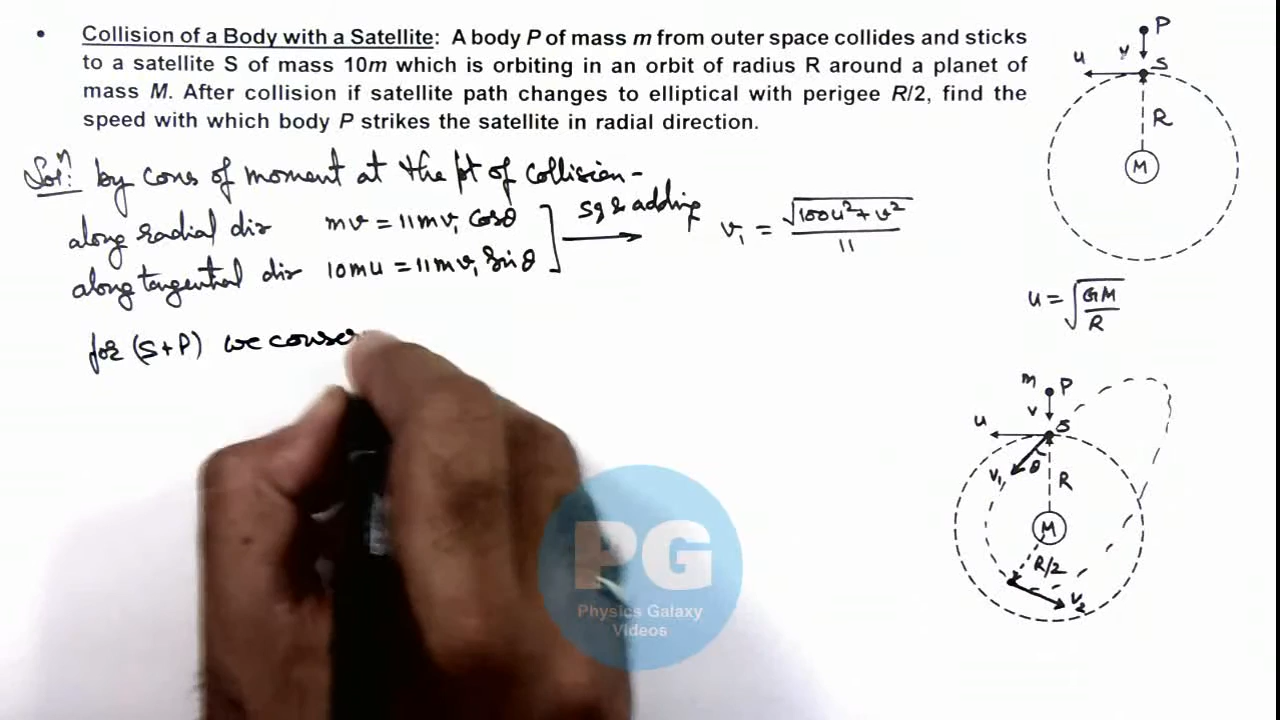 • Collision of a Body with a Satellite: A body P of mass m from outer space collides and sticks
to a satellite S of mass 10m which is orbiting in an orbit of radius R around a planet of
mass M. After collision if satellite path changes to elliptical with perigee R/2, find the
speed with which body P strikes the satellite in radial direction.
Solⁿ: by cons of moment at the pt of collision -
along radial dir mv = 11mv₁ cosθ
along tangential dir 10mu = 11mv₁ sinθ
sq & adding
v₁ = √(100u² + v²) / 11
for (S+P) we conser
P
v
u
S
R
M
u = √(GM/R)
m P
v
u
S
v₁
θ
R
M
R/2
v₂
PG
Physics Galaxy
Videos